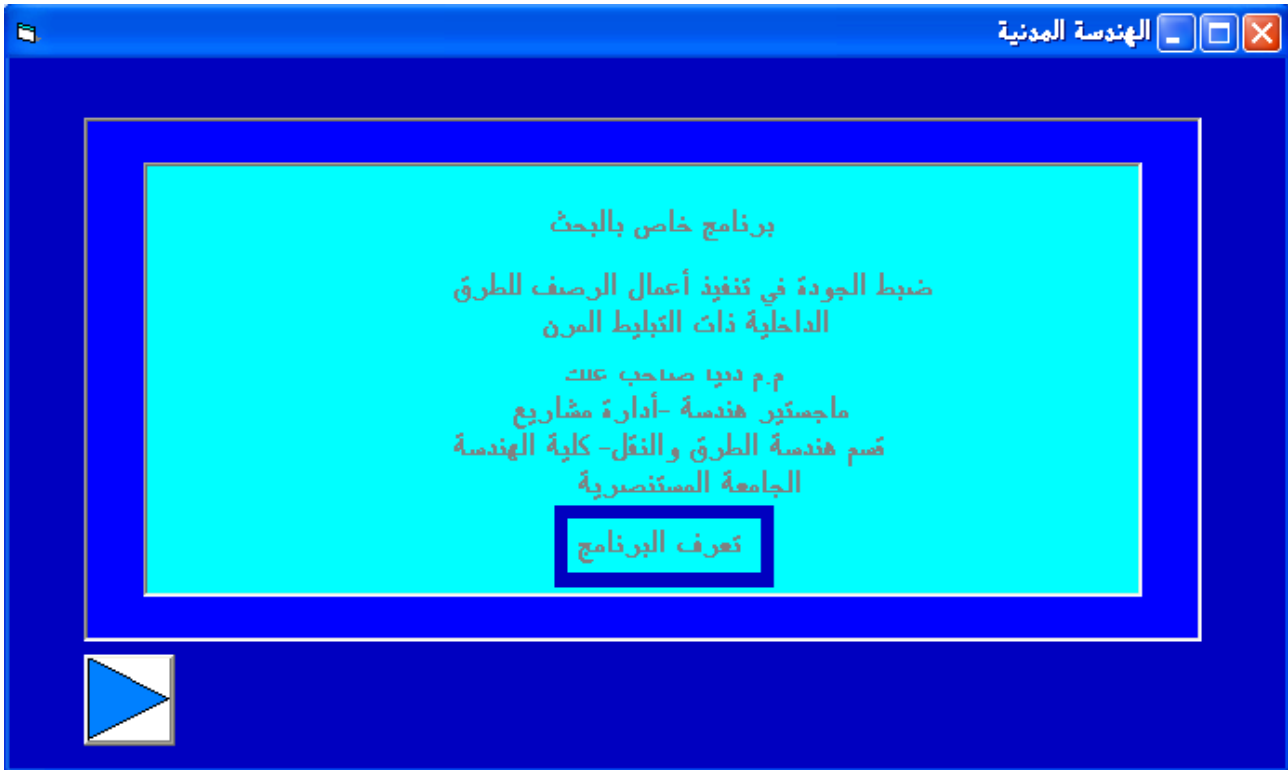 الهندسة المدنية
برنامج خاص بالبحث
ضبط الجودة في تنفيذ أعمال الرصف للطرق
الداخلية ذات التبليط المرن
م.م دنيا صاحب
ماجستير هندسة -أدارة مشاريع
قسم هندسة الطرق والنقل- كلية الهندسة
الجامعة المستنصرية
تعرف البرنامج